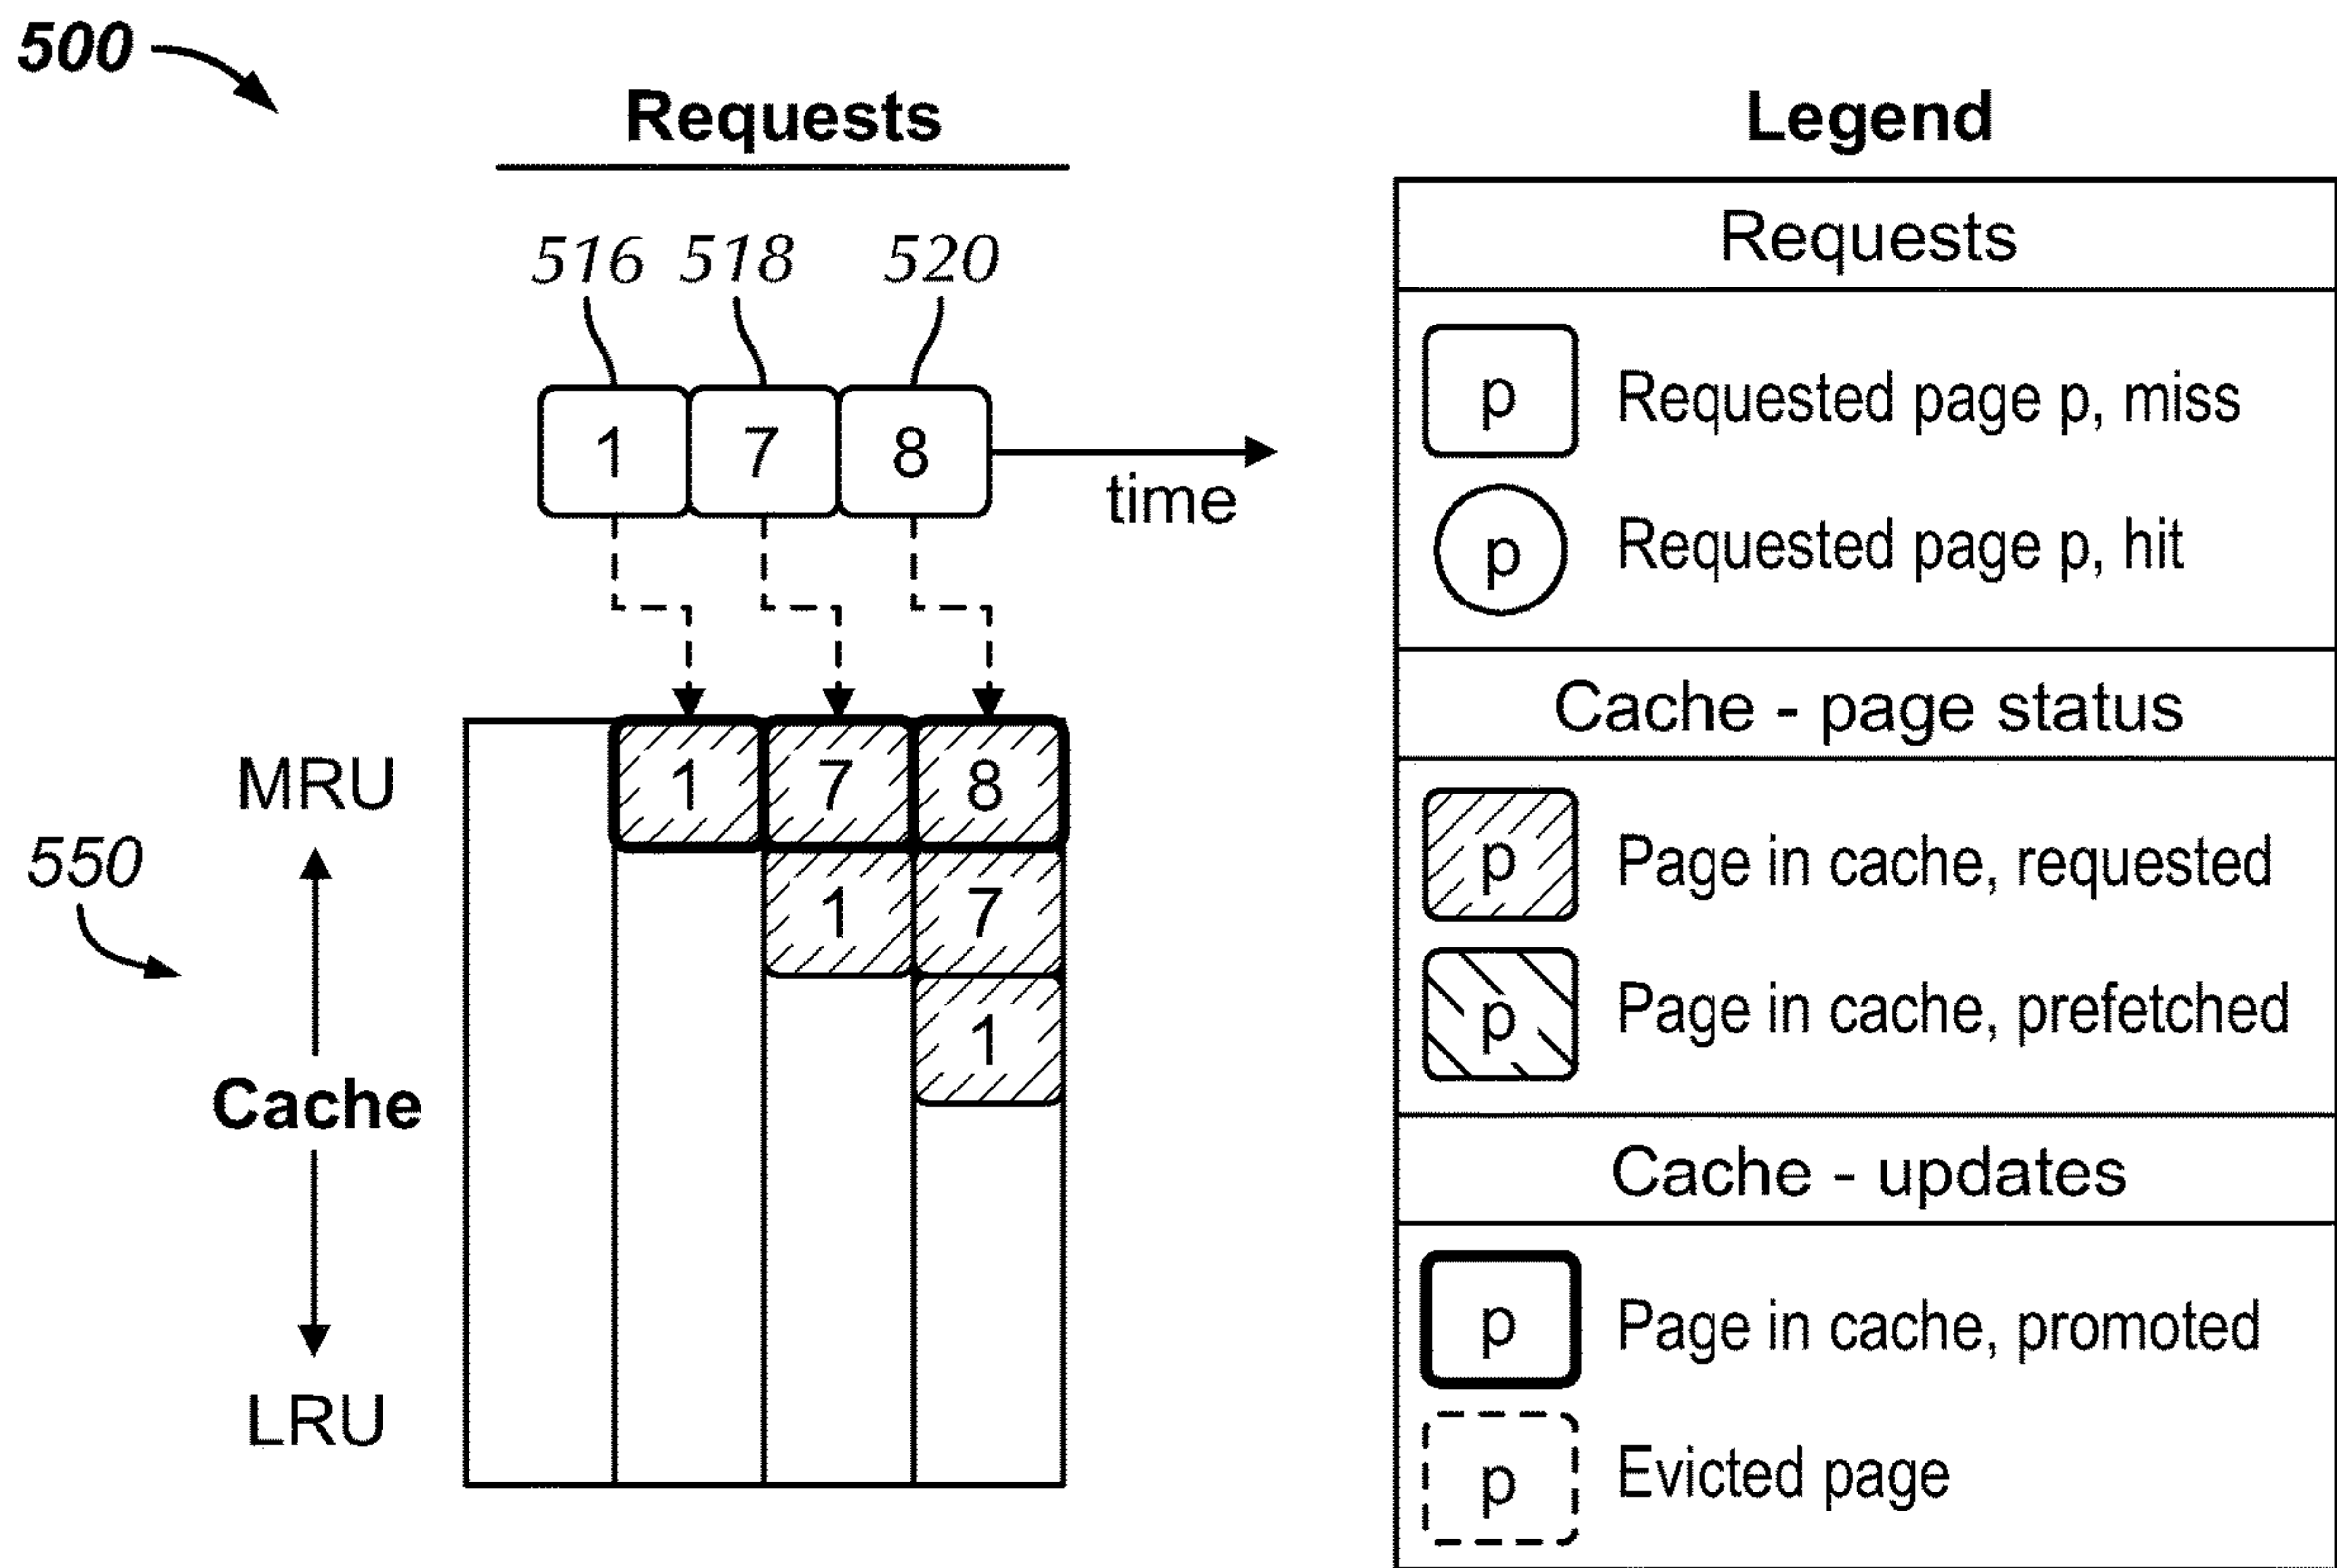 500
Requests
516 518 520
1 7 8
time
MRU
550
Cache
LRU
1 7 8
1 7
1
Legend
Requests
p Requested page p, miss
p Requested page p, hit
Cache - page status
p Page in cache, requested
p Page in cache, prefetched
Cache - updates
p Page in cache, promoted
p Evicted page